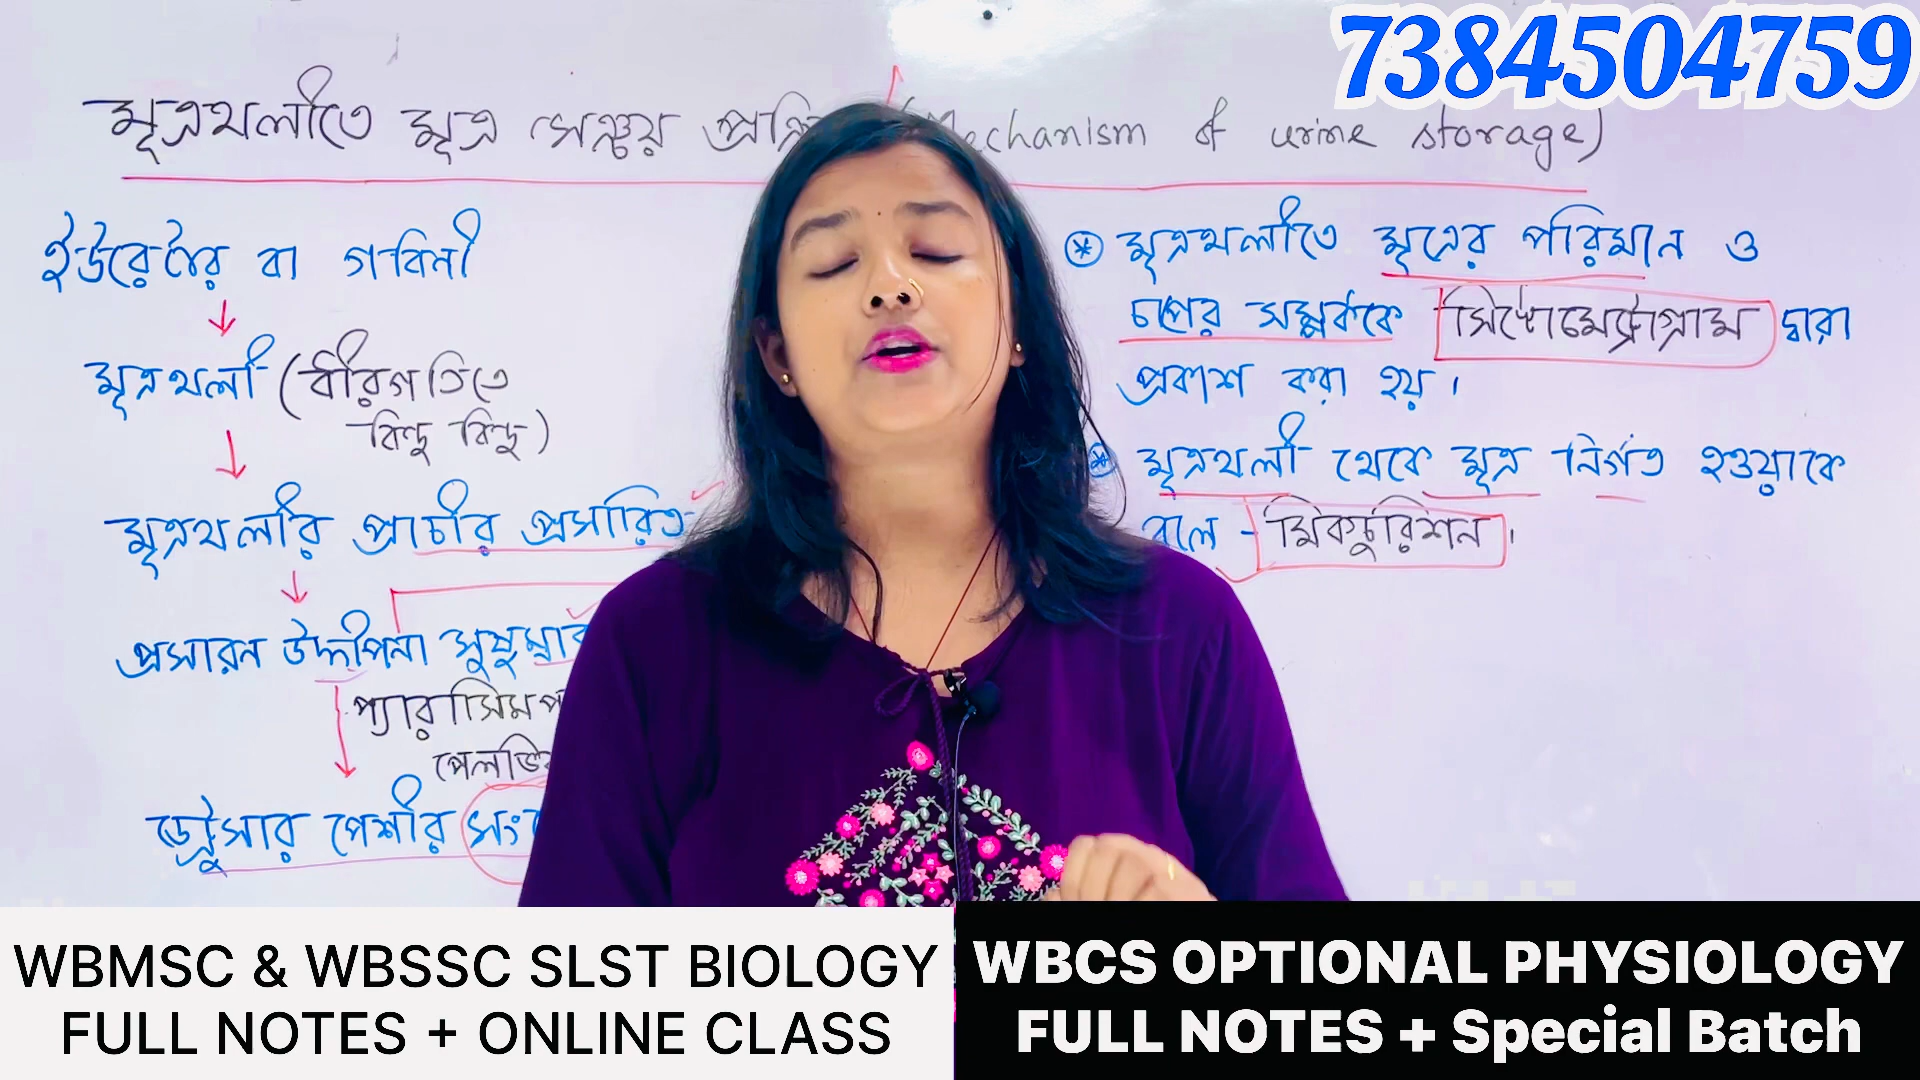 7384504759
মূত্রথলীতে মূত্র সঞ্চয় (Mechanism of urine storage)
ইউরেটার বা গবিনী
মূত্রথলী (ধীরগতিতে
বিন্দু বিন্দু)
মূত্রথলীর প্রাচীর প্রসারিত
প্রসারন উদ্দীপনা
প্যারাসিমপ
পেলভি
ডেট্রুসার পেশীর
* মূত্রথলীতে মূত্রের পরিমান ও
চাপের সম্পর্ককে সিস্টোমেট্রোগ্রাম দ্বারা
প্রকাশ করা হয়।
* মূত্রথলী থেকে মূত্র নির্গত হওয়াকে
বলে - মিকচুরিশন।
WBMSC & WBSSC SLST BIOLOGY
FULL NOTES + ONLINE CLASS
WBCS OPTIONAL PHYSIOLOGY
FULL NOTES + Special Batch